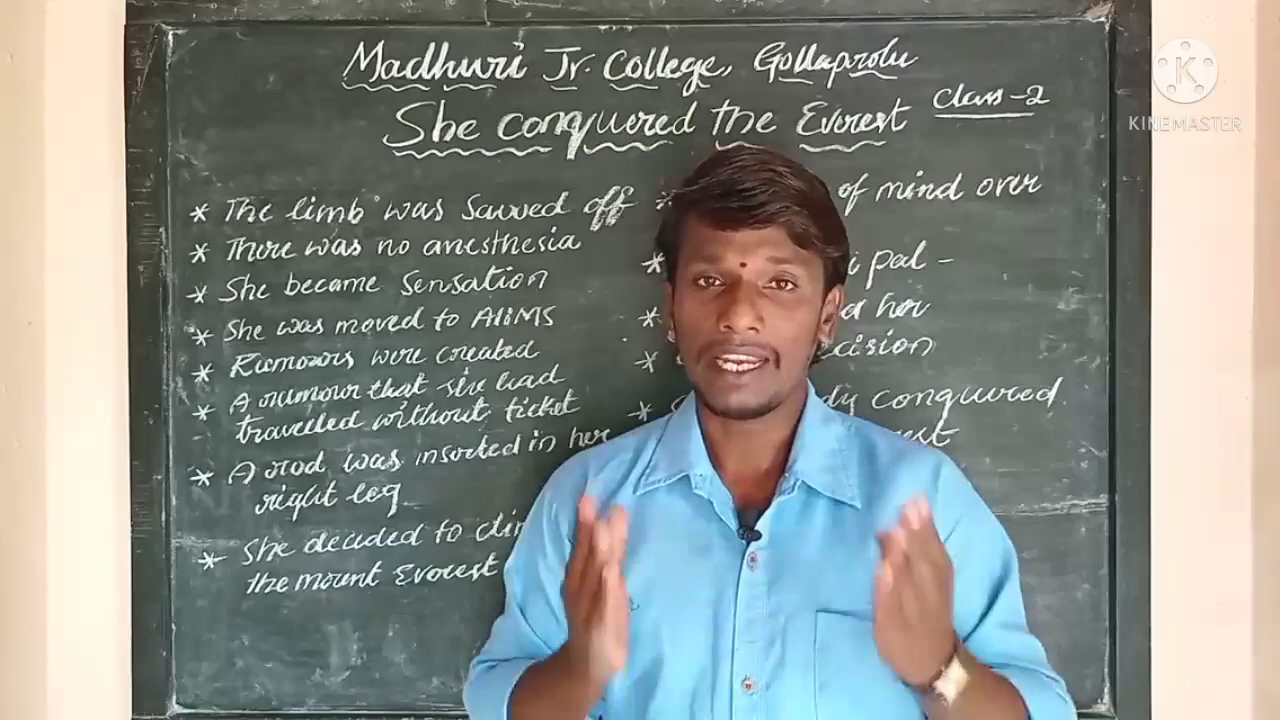 Madhuri Jr. College, Gollaprolu
She conquered the Everest
Class-2
* The limb was Sawed off
* There was no anesthesia
* She became Sensation
* She was moved to AIIMS
* Rumours were created
* A rumour that she had
travelled without ticket
* A rod was inserted in her
right leg
* She decided to
the mount Everest
*
of mind over
*
pal -
*
her
*
*
conquered
K
KINEMASTER